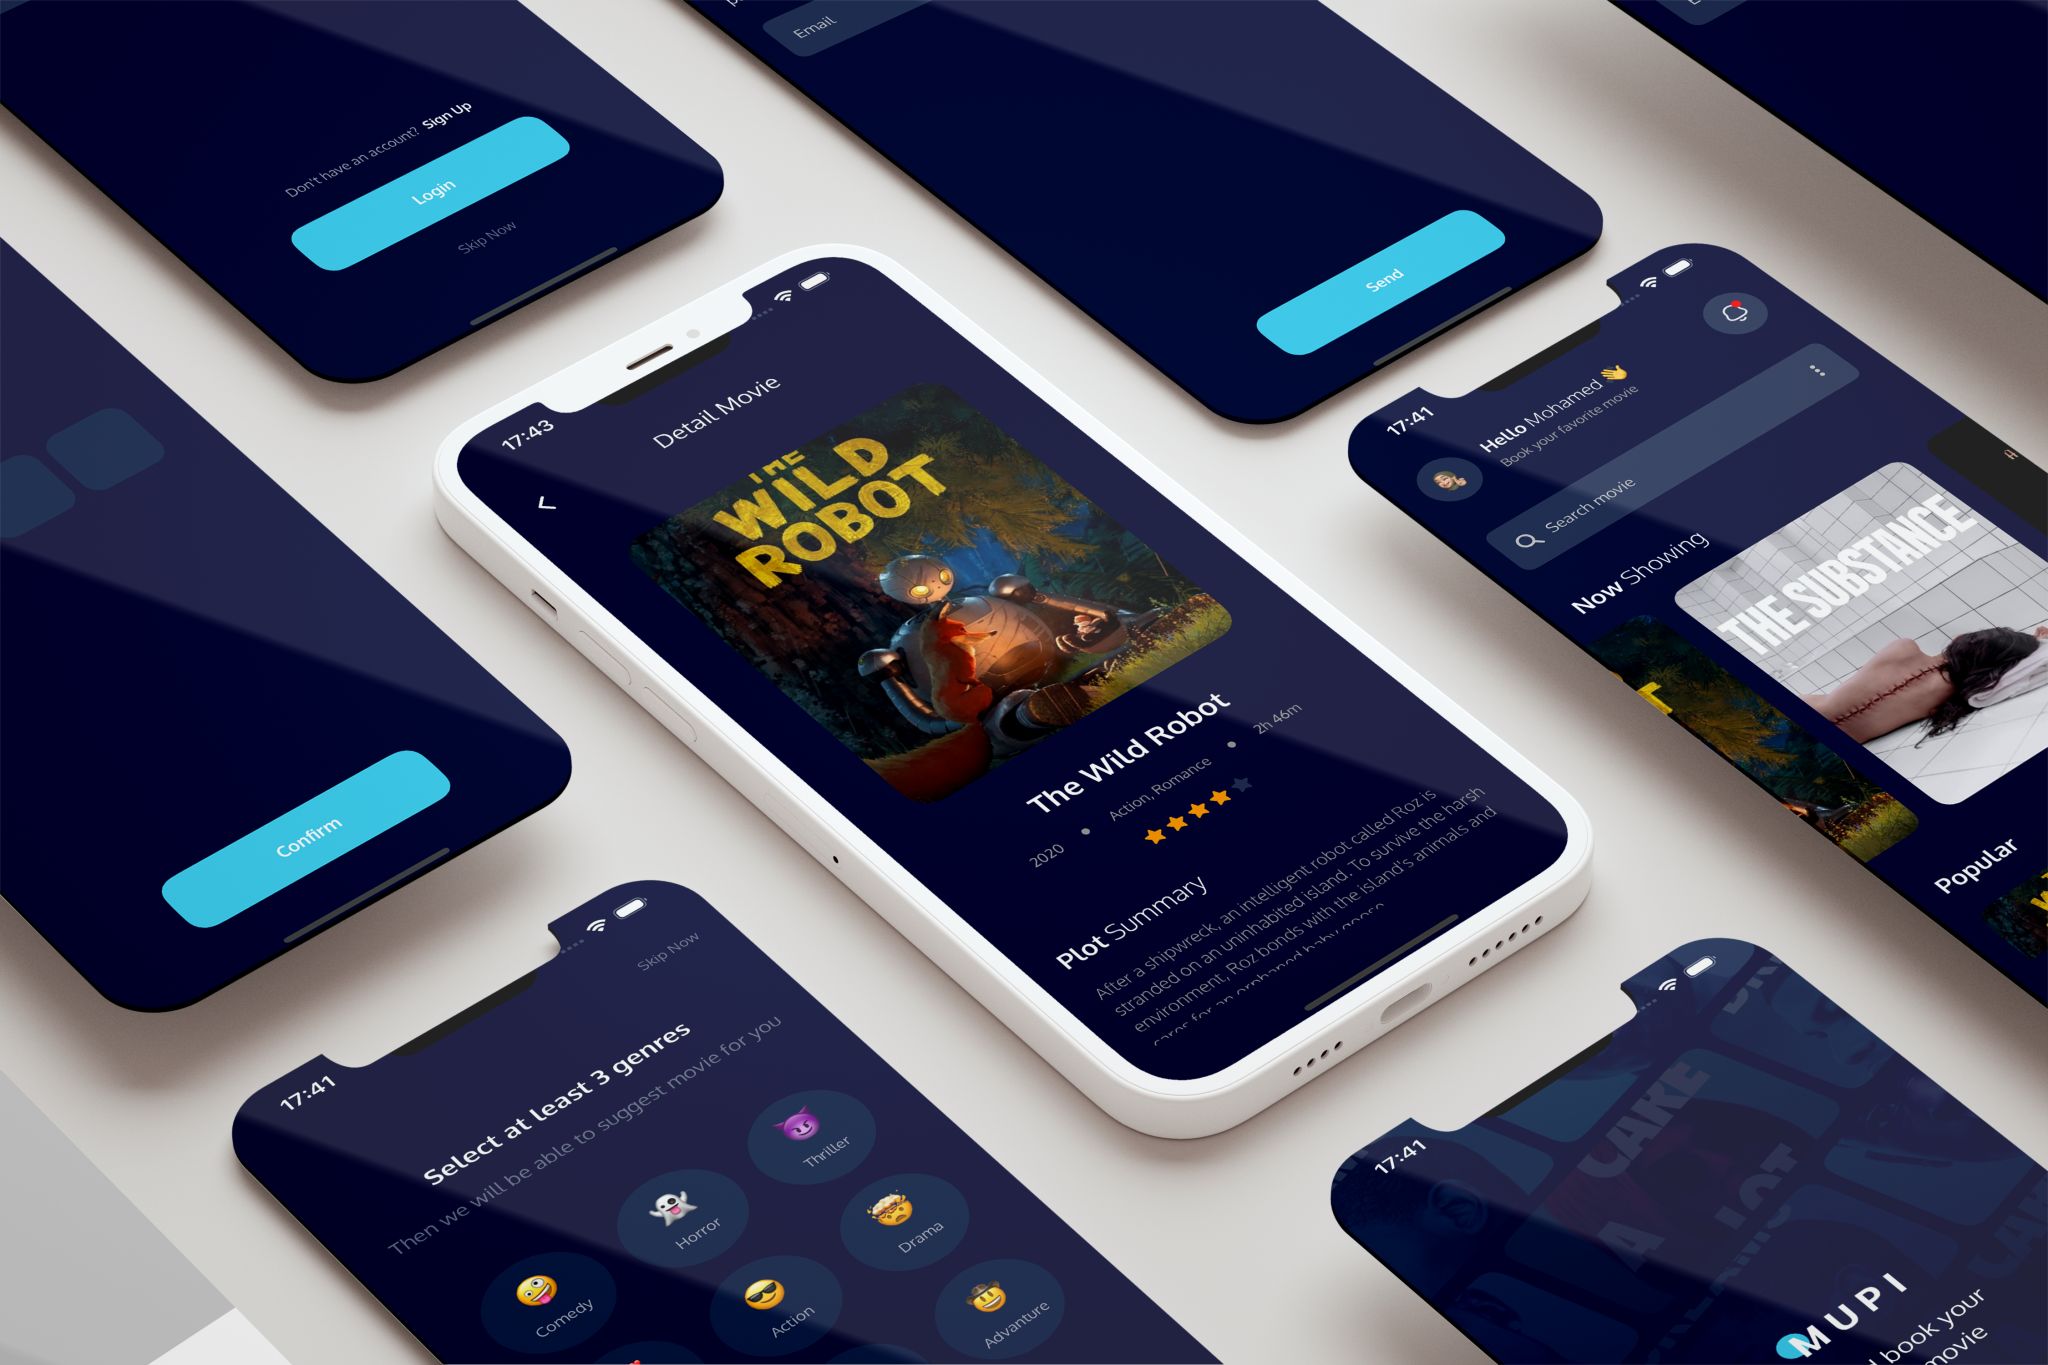 Email
Don't have an account? Sign Up
Login
Skip Now
Send
17:43
Detail Movie
THE
WILD
ROBOT
The Wild Robot
2020 • Action, Romance • 2h 46m
Plot Summary
After a shipwreck, an intelligent robot called Roz is
stranded on an uninhabited island. To survive the harsh
environment, Roz bonds with the island's animals and
cares for an orphaned baby goose.
17:41
Hello Mohamed 👋
Book your favorite movie
Search movie
Now Showing
THE SUBSTANCE
Popular
Confirm
17:41
Skip Now
Select at least 3 genres
Then we will be able to suggest movie for you
Thriller
Horror
Drama
Comedy
Action
Advanture
17:41
CAKE
A LOT
MUPI
book your
movie